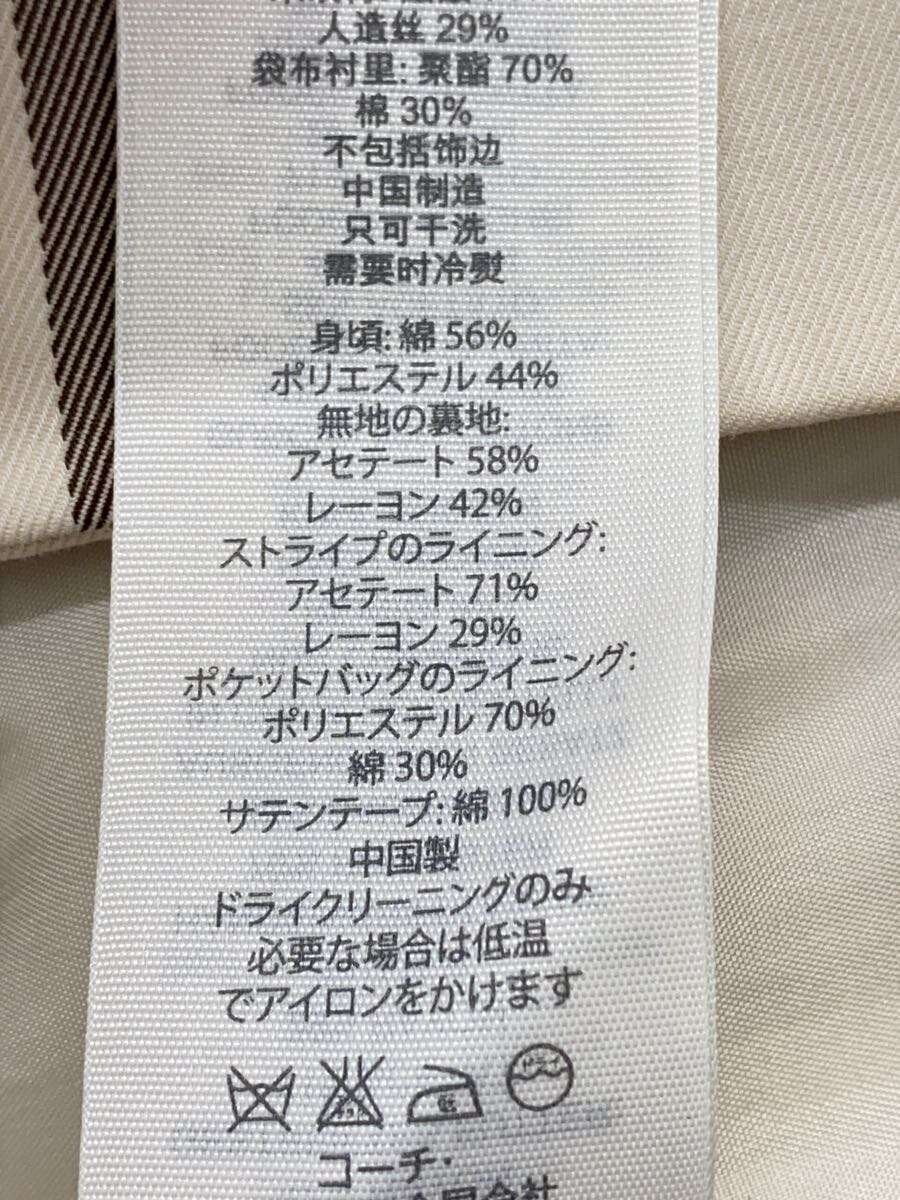 人造丝 29%
袋布衬里: 聚酯 70%
棉 30%
不包括饰边
中国制造
只可干洗
需要时冷熨
身頃: 綿 56%
ポリエステル 44%
無地の裏地:
アセテート 58%
レーヨン 42%
ストライプのライニング:
アセテート 71%
レーヨン 29%
ポケットバッグのライニング:
ポリエステル 70%
綿 30%
サテンテープ: 綿 100%
中国製
ドライクリーニングのみ
必要な場合は低温
でアイロンをかけます
低 ドライ
コーチ・